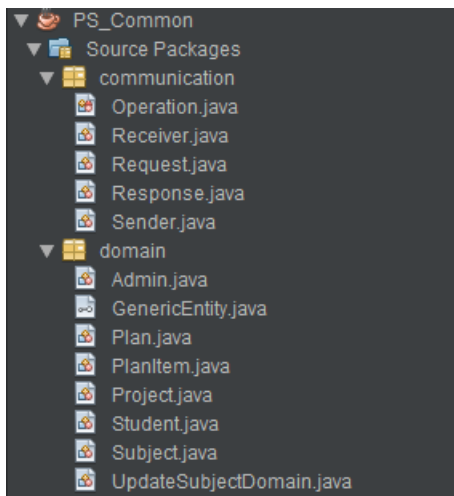 PS_Common
Source Packages
communication
Operation.java
Receiver.java
Request.java
Response.java
Sender.java
domain
Admin.java
GenericEntity.java
Plan.java
PlanItem.java
Project.java
Student.java
Subject.java
UpdateSubjectDomain.java